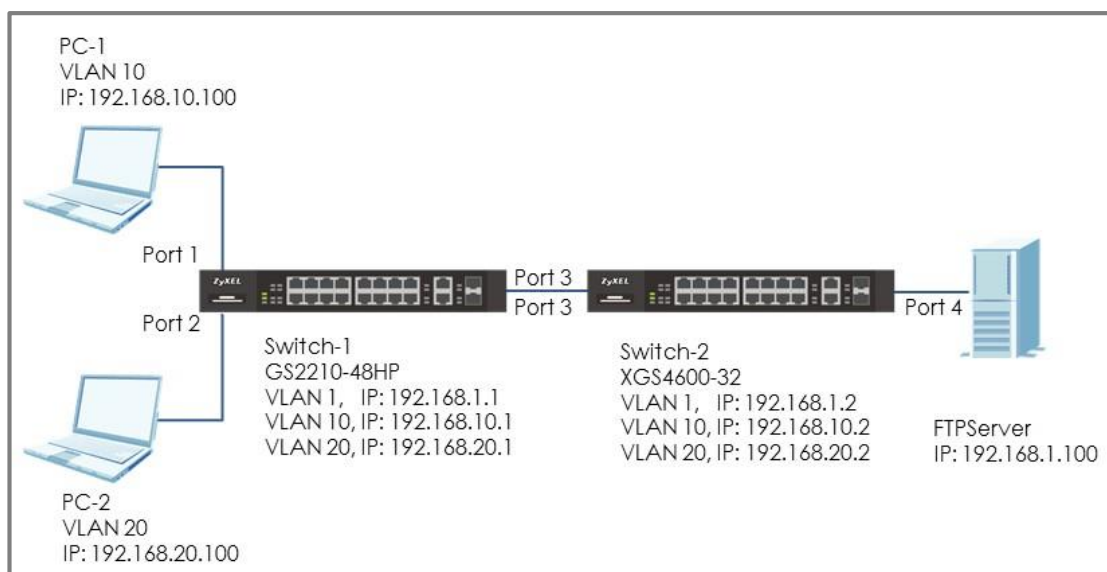 PC-1
VLAN 10
IP: 192.168.10.100
Port 1
Port 2
ZyXEL
Port 3
Port 3
ZyXEL
Port 4
Switch-1
GS2210-48HP
VLAN 1, IP: 192.168.1.1
VLAN 10, IP: 192.168.10.1
VLAN 20, IP: 192.168.20.1
Switch-2
XGS4600-32
VLAN 1, IP: 192.168.1.2
VLAN 10, IP: 192.168.10.2
VLAN 20, IP: 192.168.20.2
FTPServer
IP: 192.168.1.100
PC-2
VLAN 20
IP: 192.168.20.100